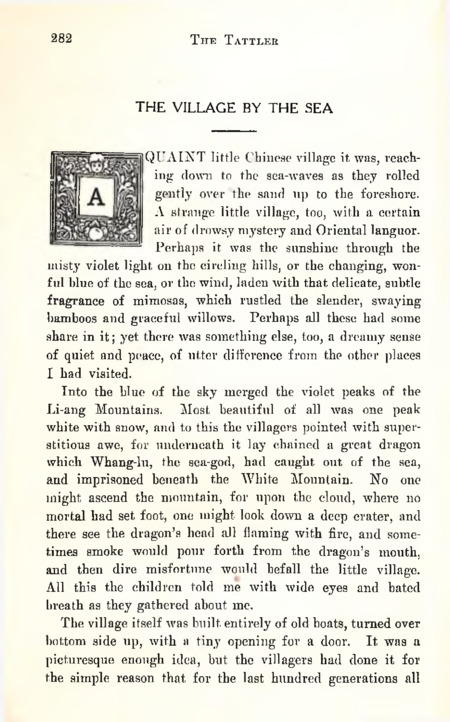 282
THE TATTLER
THE VILLAGE BY THE SEA
A
QUAINT little Chinese village it was, reach-
ing down to the sea-waves as they rolled
gently over the sand up to the foreshore.
A strange little village, too, with a certain
air of drowsy mystery and Oriental languor.
Perhaps it was the sunshine through the
misty violet light on the circling hills, or the changing, won-
ful blue of the sea, or the wind, laden with that delicate, subtle
fragrance of mimosas, which rustled the slender, swaying
bamboos and graceful willows. Perhaps all these had some
share in it; yet there was something else, too, a dreamy sense
of quiet and peace, of utter difference from the other places
I had visited.
Into the blue of the sky merged the violet peaks of the
Li-ang Mountains. Most beautiful of all was one peak
white with snow, and to this the villagers pointed with super-
stitious awe, for underneath it lay chained a great dragon
which Whang-lu, the sea-god, had caught out of the sea,
and imprisoned beneath the White Mountain. No one
might ascend the mountain, for upon the cloud, where no
mortal had set foot, one might look down a deep crater, and
there see the dragon's head all flaming with fire, and some-
times smoke would pour forth from the dragon's mouth,
and then dire misfortune would befall the little village.
All this the children told me with wide eyes and bated
breath as they gathered about me.
The village itself was built entirely of old boats, turned over
bottom side up, with a tiny opening for a door. It was a
picturesque enough idea, but the villagers had done it for
the simple reason that for the last hundred generations all